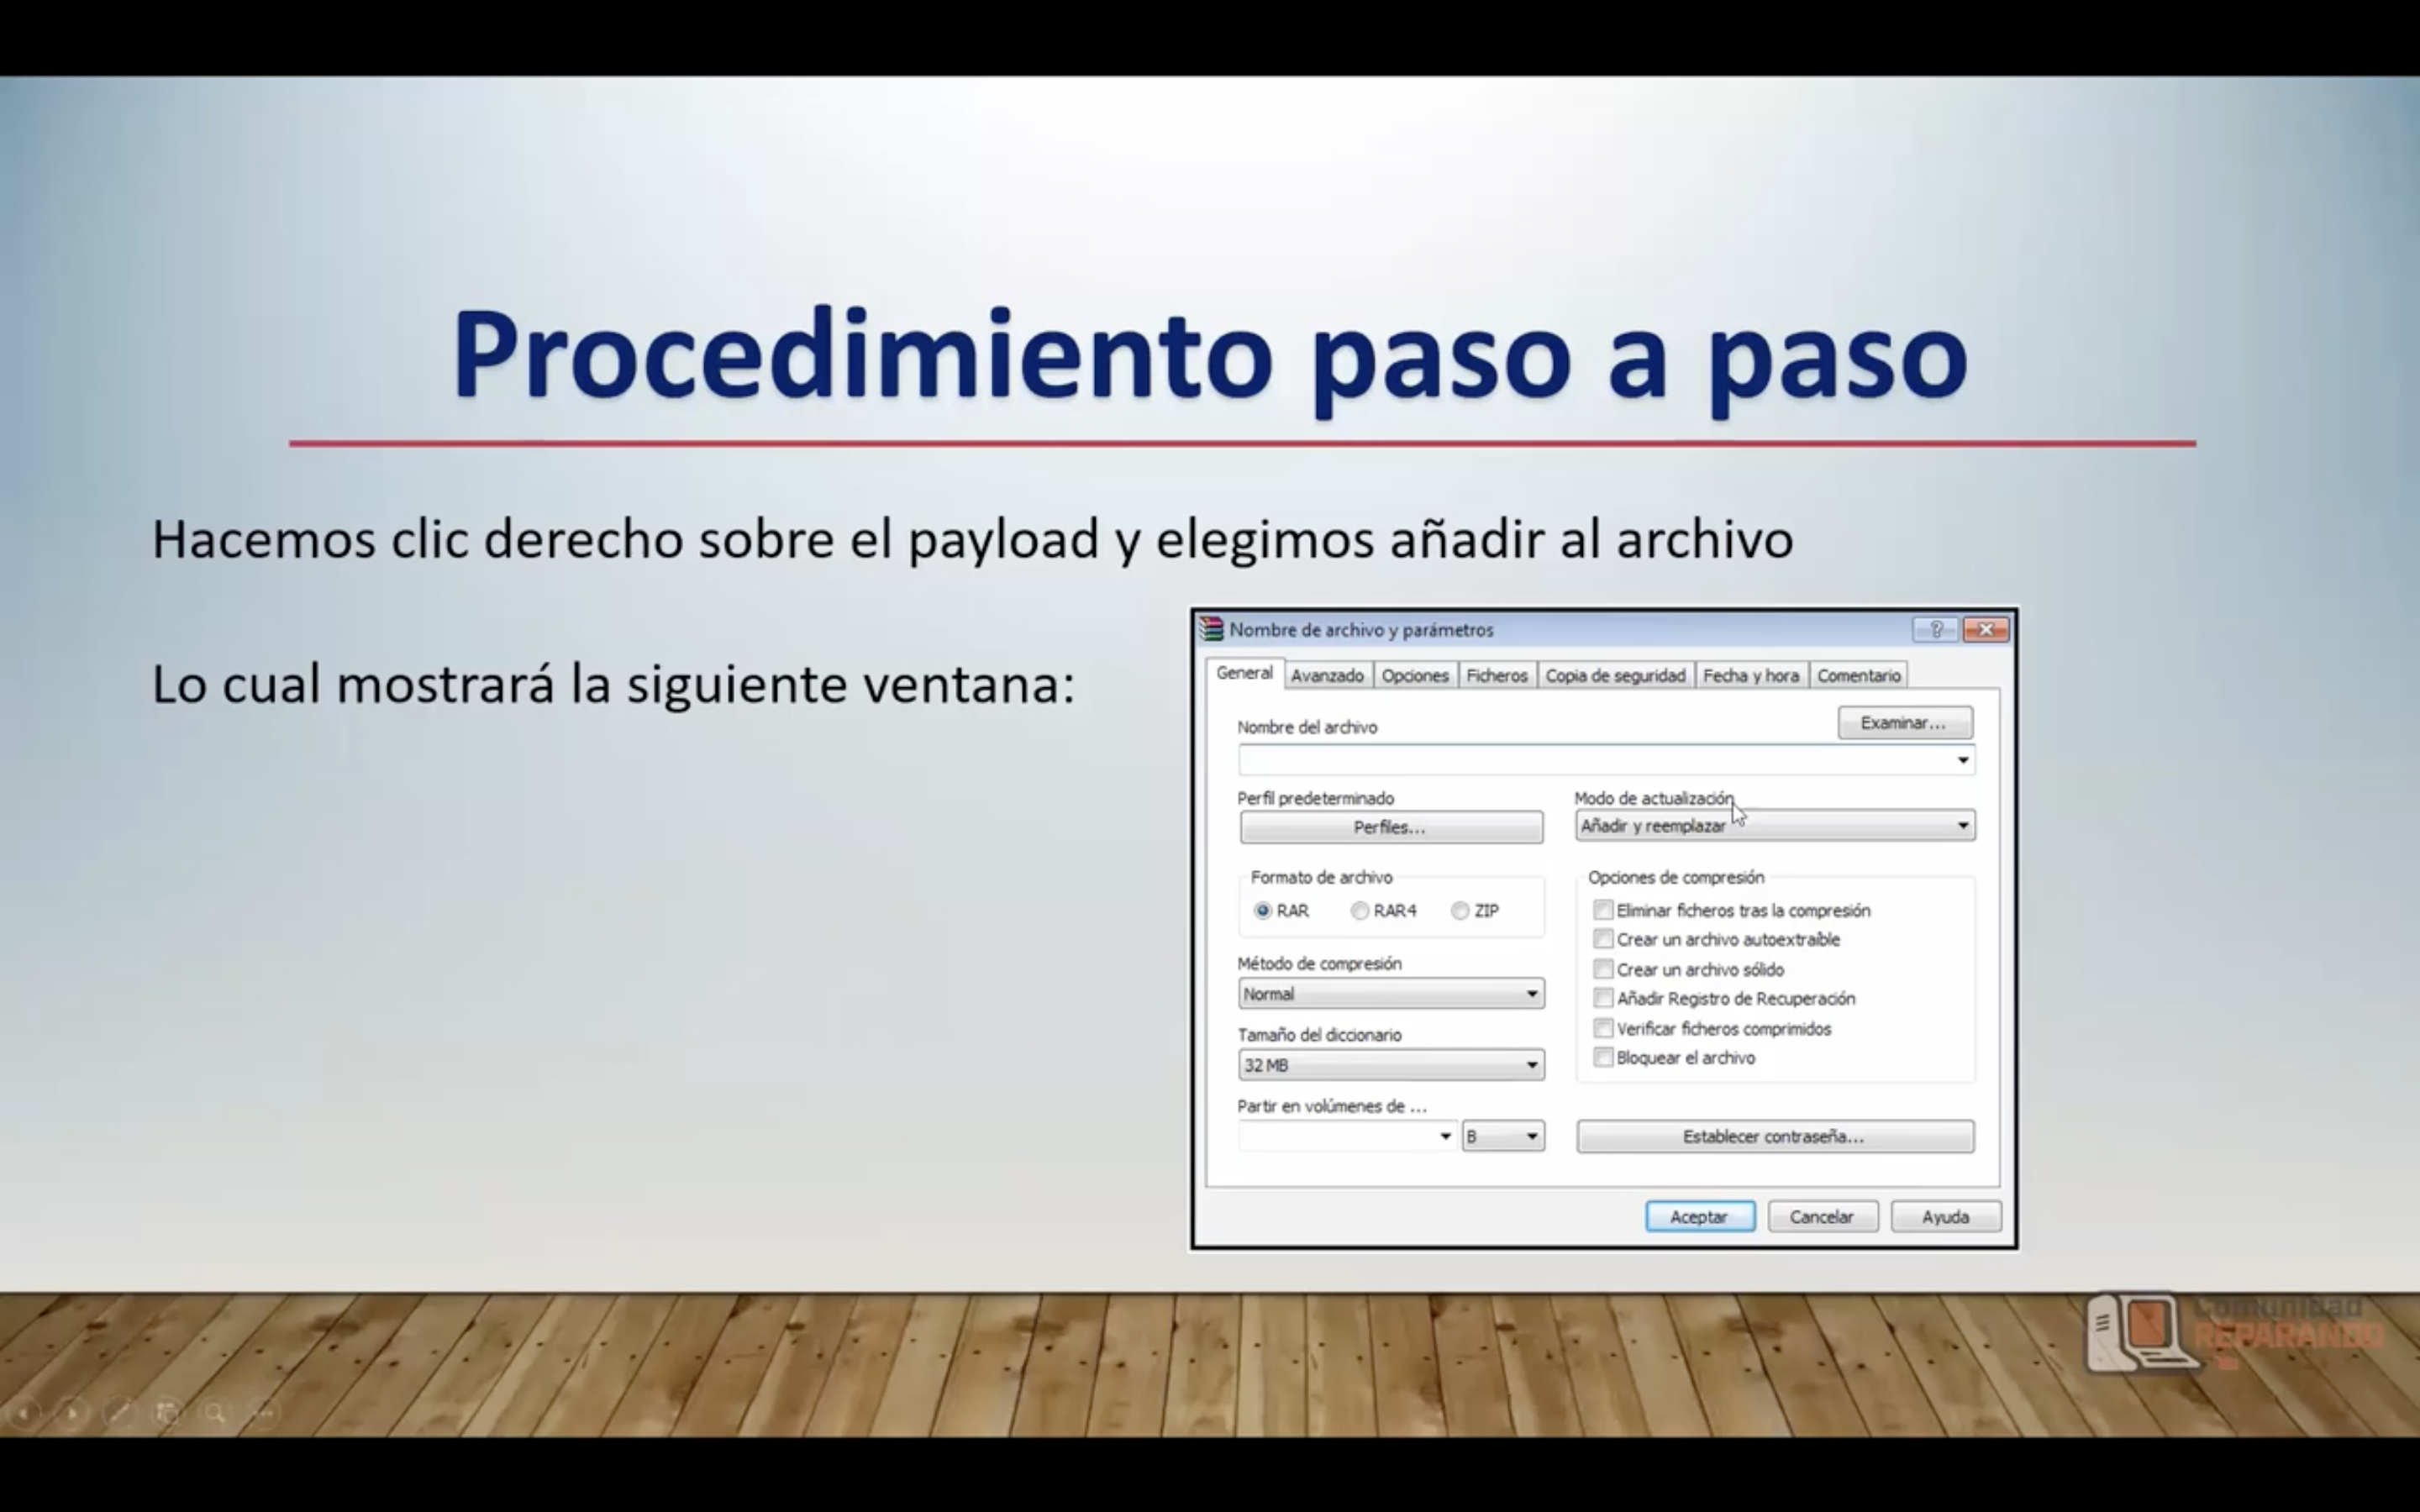 Procedimiento paso a paso
Hacemos clic derecho sobre el payload y elegimos añadir al archivo
Lo cual mostrará la siguiente ventana:
Nombre de archivo y parámetros
General Avanzado Opciones Ficheros Copia de seguridad Fecha y hora Comentario
Nombre del archivo
Examinar...
Perfil predeterminado
Perfiles...
Modo de actualización
Añadir y reemplazar
Formato de archivo
RAR RAR4 ZIP
Método de compresión
Normal
Tamaño del diccionario
32 MB
Partir en volúmenes de ...
B
Opciones de compresión
Eliminar ficheros tras la compresión
Crear un archivo autoextraíble
Crear un archivo sólido
Añadir Registro de Recuperación
Verificar ficheros comprimidos
Bloquear el archivo
Establecer contraseña...
Aceptar Cancelar Ayuda
Comunidad
REPARANDO